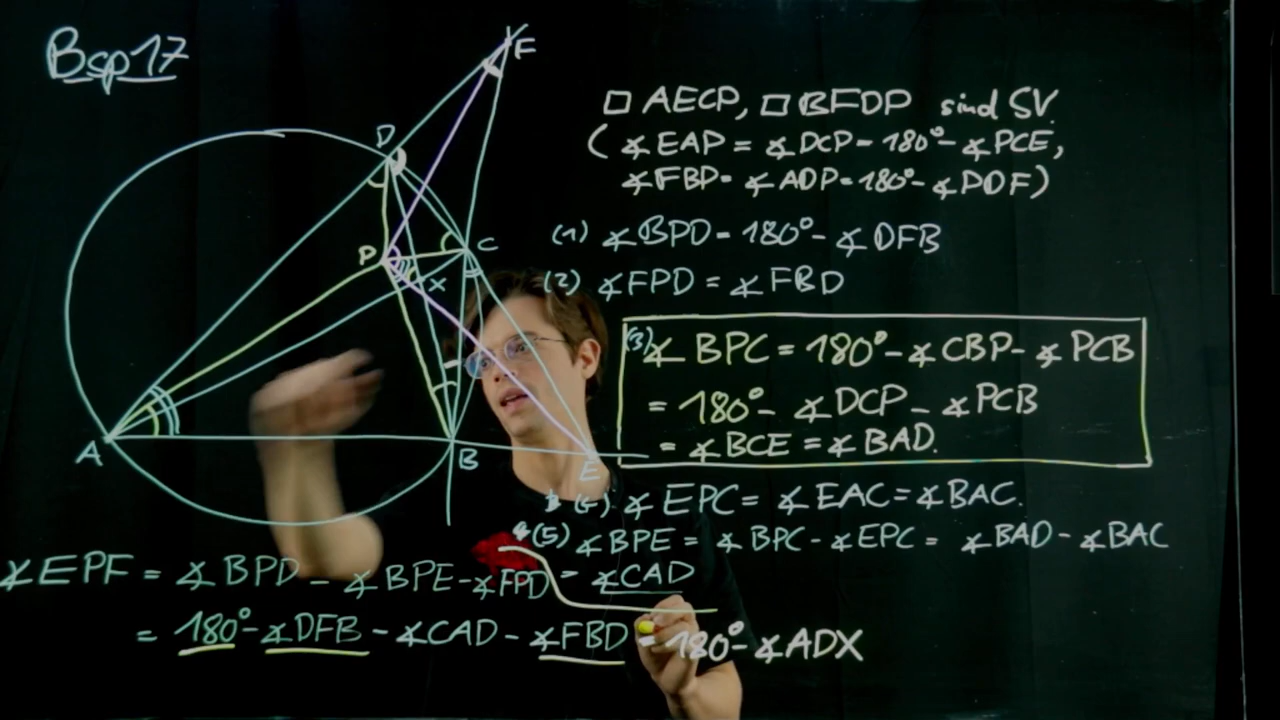 Bsp17
F
D
P
C
X
A
B
E
□ AECP, □ BFDP sind SV.
(∡EAP = ∡DCP = 180° - ∡PCE,
∡FBP = ∡ADP = 180° - ∡PDF)
(1) ∡BPD = 180° - ∡DFB
(2) ∡FPD = ∡FBD
(3) ∡BPC = 180° - ∡CBP - ∡PCB
= 180° - ∡DCP - ∡PCB
= ∡BCE = ∡BAD.
(4) ∡EPC = ∡EAC = ∡BAC.
(5) ∡BPE = ∡BPC - ∡EPC = ∡BAD - ∡BAC
= ∡CAD
∡EPF = ∡BPD - ∡BPE - ∡FPD
= 180° - ∡DFB - ∡CAD - ∡FBD = 180° - ∡ADX